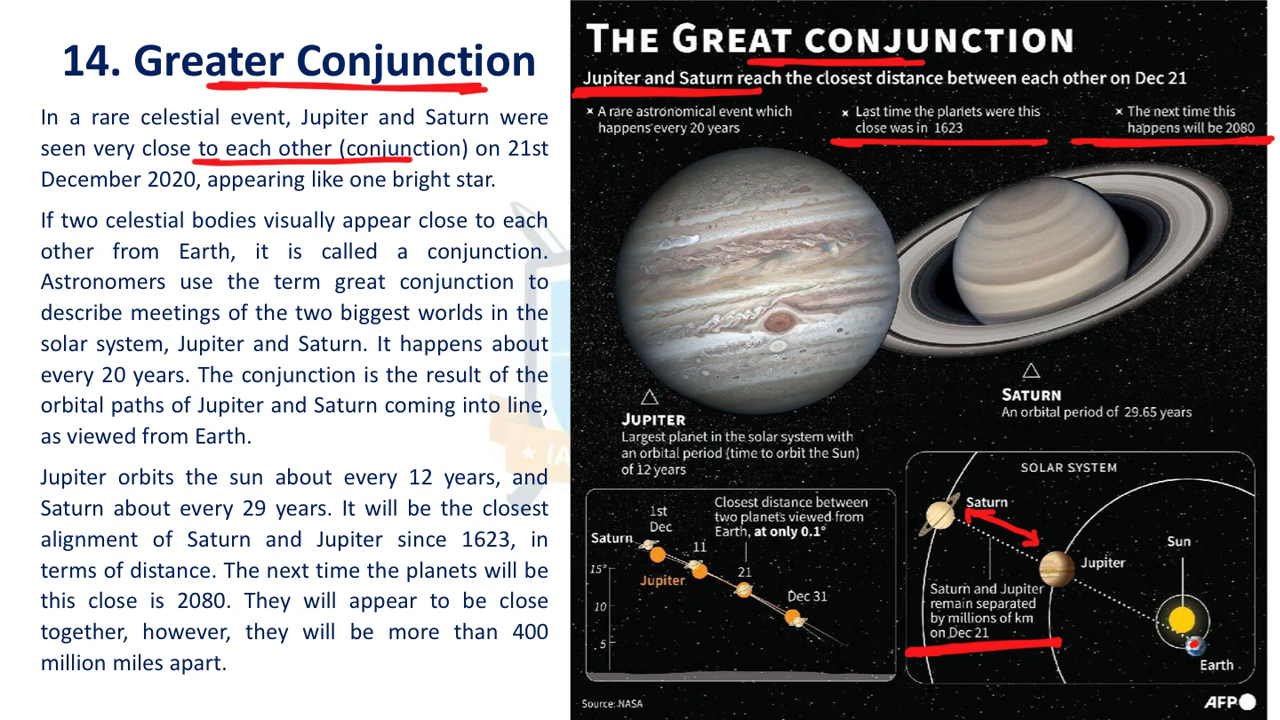 14. Greater Conjunction
In a rare celestial event, Jupiter and Saturn were
seen very close to each other (conjunction) on 21st
December 2020, appearing like one bright star.
If two celestial bodies visually appear close to each
other from Earth, it is called a conjunction.
Astronomers use the term great conjunction to
describe meetings of the two biggest worlds in the
solar system, Jupiter and Saturn. It happens about
every 20 years. The conjunction is the result of the
orbital paths of Jupiter and Saturn coming into line,
as viewed from Earth.
Jupiter orbits the sun about every 12 years, and
Saturn about every 29 years. It will be the closest
alignment of Saturn and Jupiter since 1623, in
terms of distance. The next time the planets will be
this close is 2080. They will appear to be close
together, however, they will be more than 400
million miles apart.
THE GREAT CONJUNCTION
Jupiter and Saturn reach the closest distance between each other on Dec 21
× A rare astronomical event which
happens every 20 years
× Last time the planets were this
close was in 1623
× The next time this
happens will be 2080
JUPITER
Largest planet in the solar system with
an orbital period (time to orbit the Sun)
of 12 years
SATURN
An orbital period of 29.65 years
Closest distance between
two planets viewed from
Earth, at only 0.1°
1st
Dec
Saturn
11
Jupiter
21
Dec 31
15°
10
5
SOLAR SYSTEM
Saturn
Sun
Jupiter
Saturn and Jupiter
remain separated
by millions of km
on Dec 21
Earth
Source: NASA
AFP